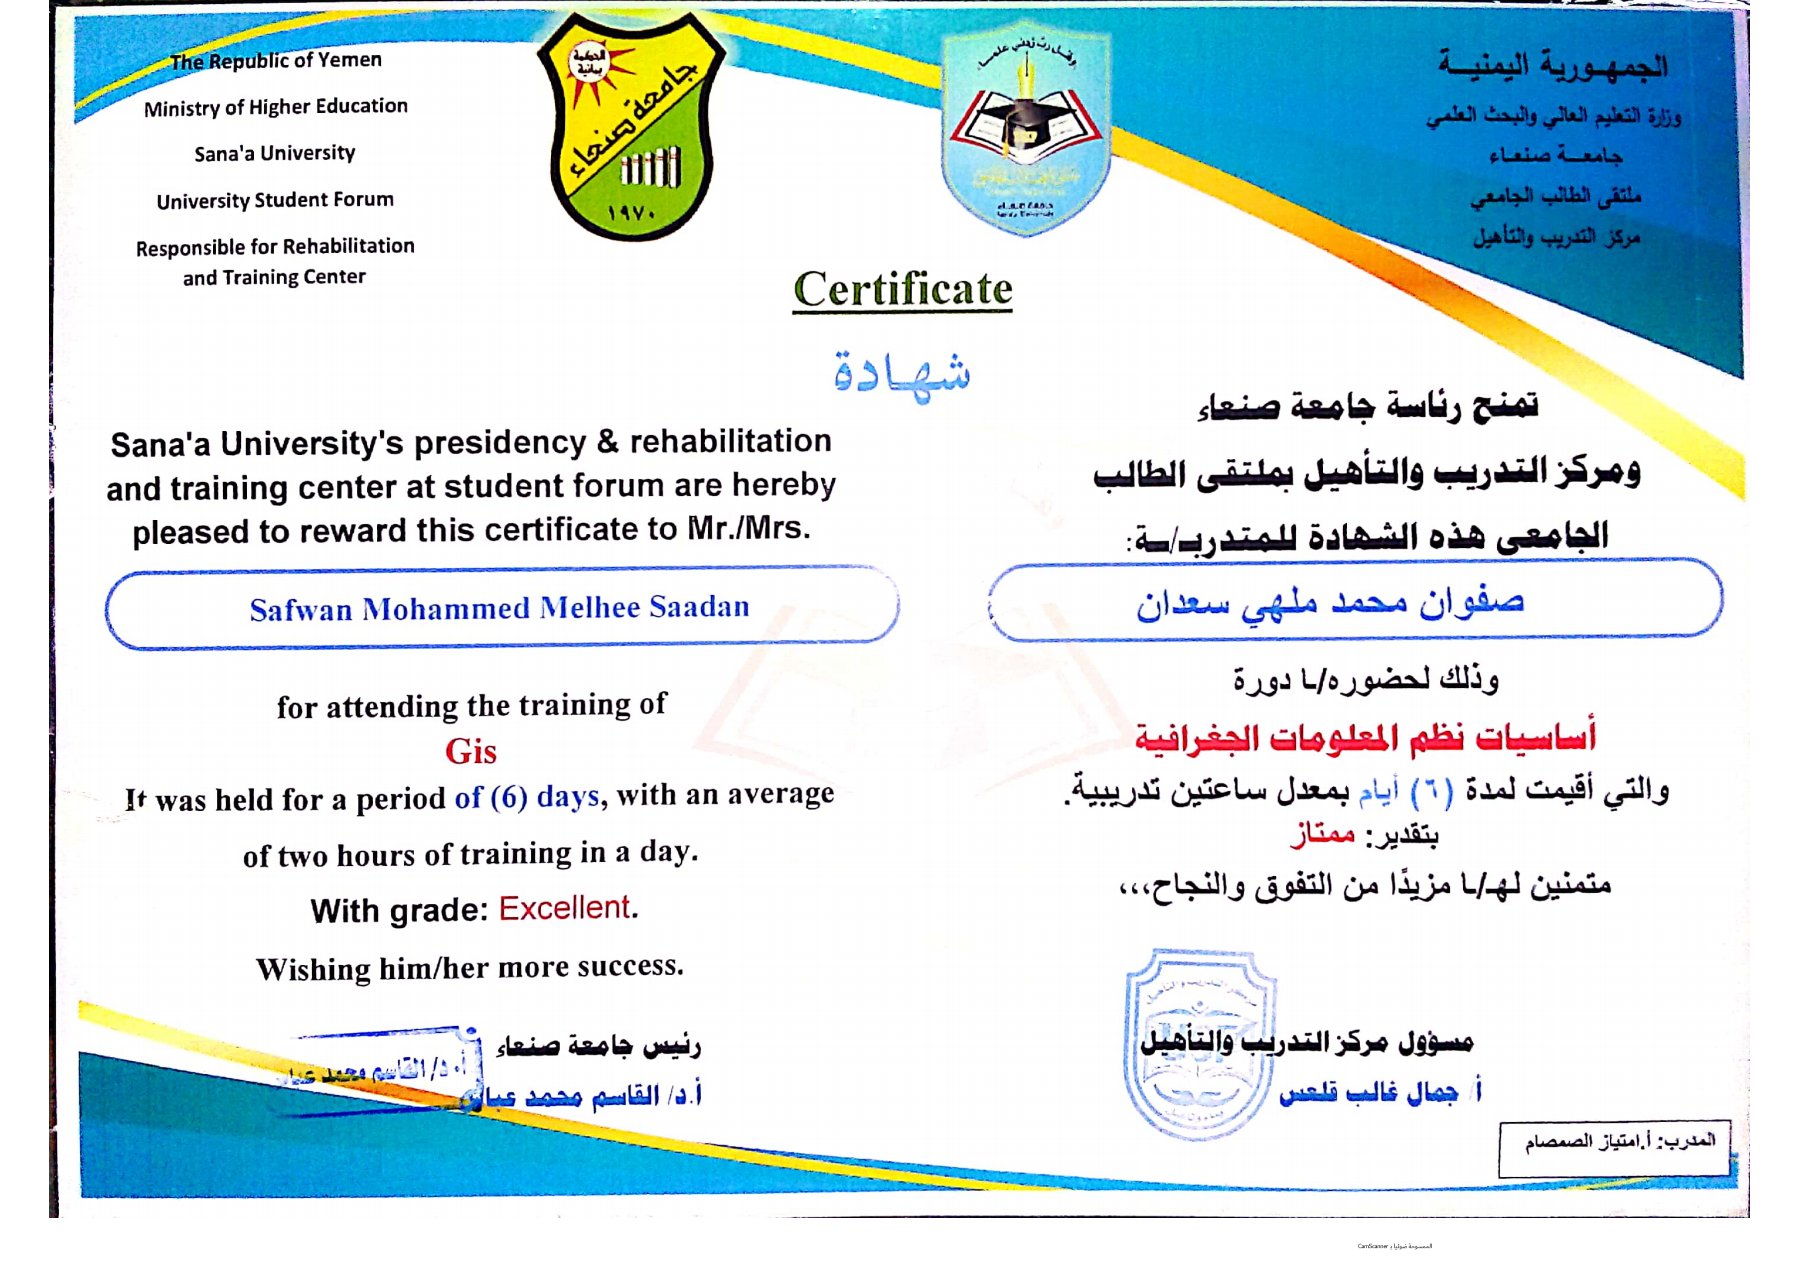 The Republic of Yemen
Ministry of Higher Education
Sana'a University
University Student Forum
Responsible for Rehabilitation
and Training Center
الحكمة
يمانية
جامعة صنعاء
١٩٧٠
وقل رب زدني علما
جامعة صنعاء
الجمهورية اليمنية
وزارة التعليم العالي والبحث العلمي
جامعة صنعاء
ملتقى الطالب الجامعي
مركز التدريب والتأهيل
Certificate
شهادة
Sana'a University's presidency & rehabilitation
and training center at student forum are hereby
pleased to reward this certificate to Mr./Mrs.
Safwan Mohammed Melhee Saadan
for attending the training of
Gis
It was held for a period of (6) days, with an average
of two hours of training in a day.
With grade: Excellent.
Wishing him/her more success.
تمنح رئاسة جامعة صنعاء
ومركز التدريب والتأهيل بملتقى الطالب
الجامعي هذه الشهادة للمتدربـ/ـة:
صفوان محمد ملهي سعدان
وذلك لحضوره/ـا دورة
أساسيات نظم المعلومات الجغرافية
والتي أقيمت لمدة (٦) أيام بمعدل ساعتين تدريبية.
بتقدير: ممتاز
متمنين لهـ/ـا مزيدًا من التفوق والنجاح،،،
رئيس جامعة صنعاء
أ.د/ القاسم محمد عباس
أ.د/ القاسم محمد
مسؤول مركز التدريب والتأهيل
أ/ جمال غالب قلعس
المدرب: أ.امتياز الصمصام
الممسوحة ضوئيا بـ CamScanner